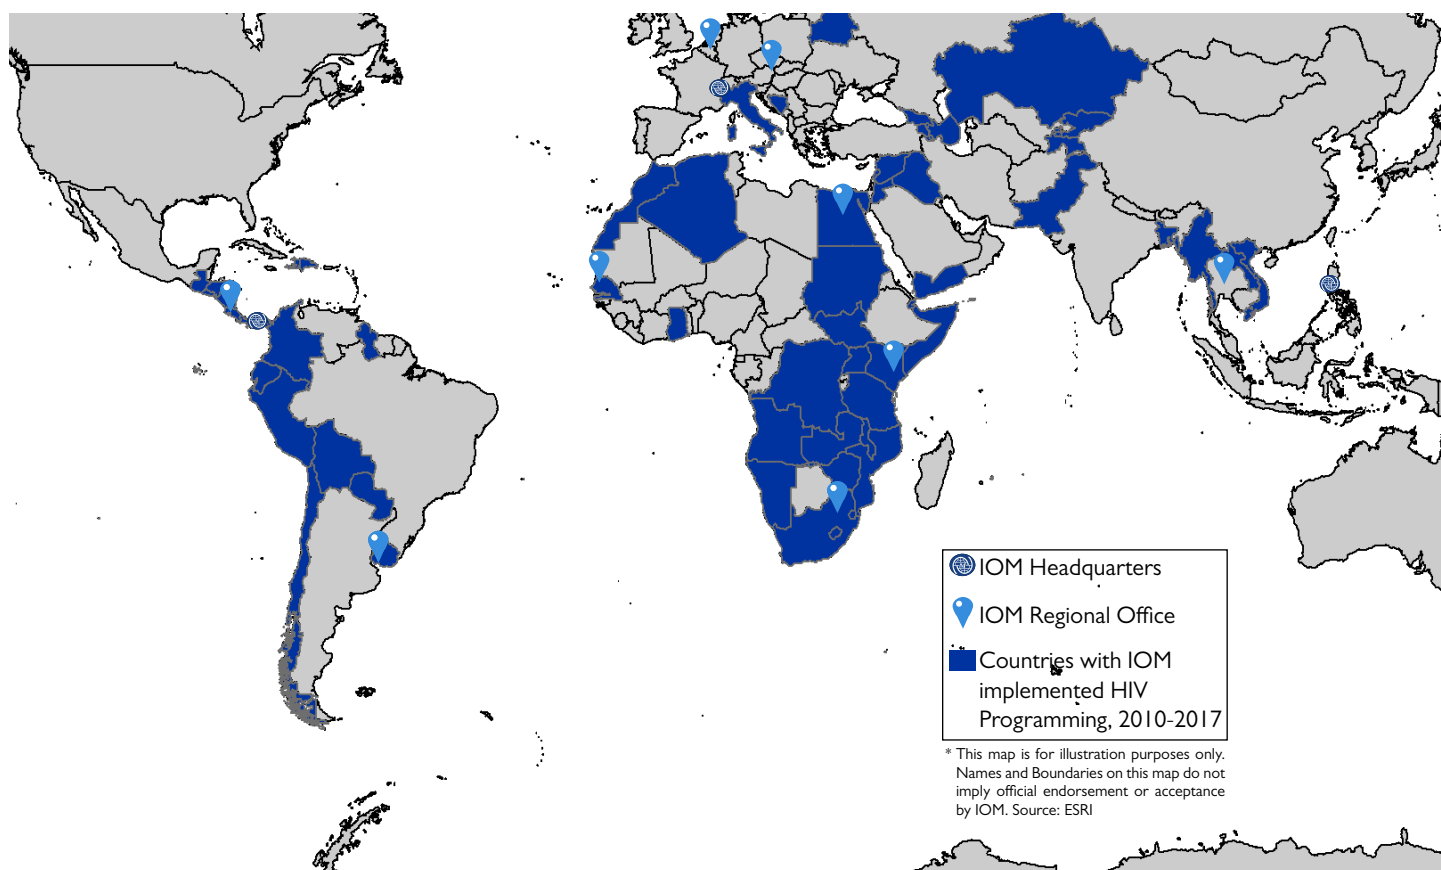 IOM Headquarters
IOM Regional Office
Countries with IOM
implemented HIV
Programming, 2010-2017
* This map is for illustration purposes only.
Names and Boundaries on this map do not
imply official endorsement or acceptance
by IOM. Source: ESRI